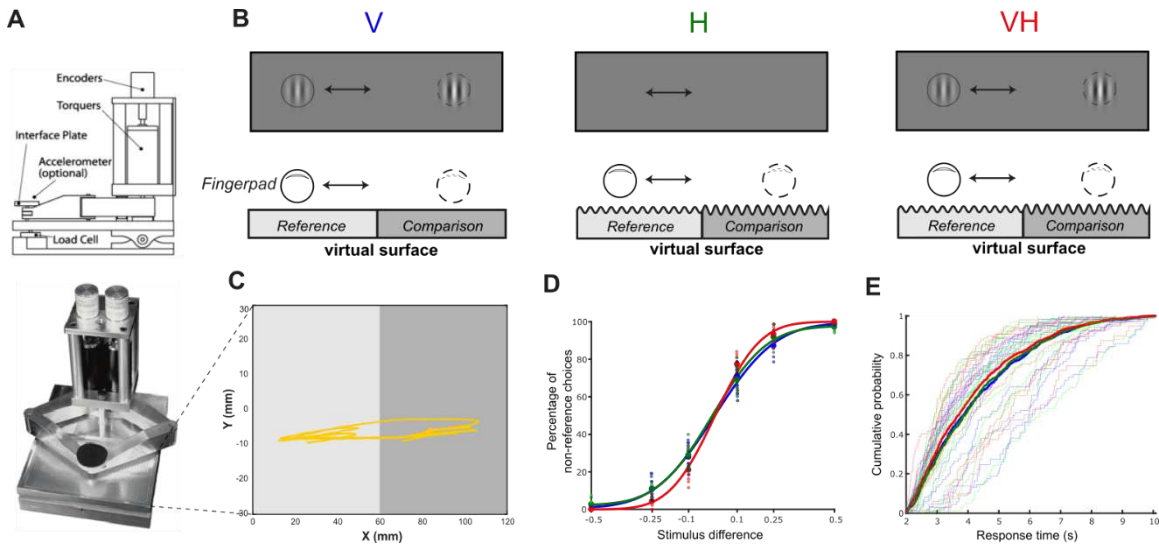 A
Encoders
Torquers
Interface Plate
Accelerometer
(optional)
Load Cell
B
V
H
VH
Fingerpad
Reference
Comparison
virtual surface
Reference
Comparison
virtual surface
Reference
Comparison
virtual surface
C
30
20
10
0
-10
-20
-30
Y (mm)
0
20
40
60
80
100
120
X (mm)
D
100
80
60
40
20
0
Percentage of
non-reference choices
-0.5
-0.25
-0.1
0.1
0.25
0.5
Stimulus difference
E
1
0.8
0.6
0.4
0.2
0
Cumulative probability
2
3
4
5
6
7
8
9
10
Response time (s)